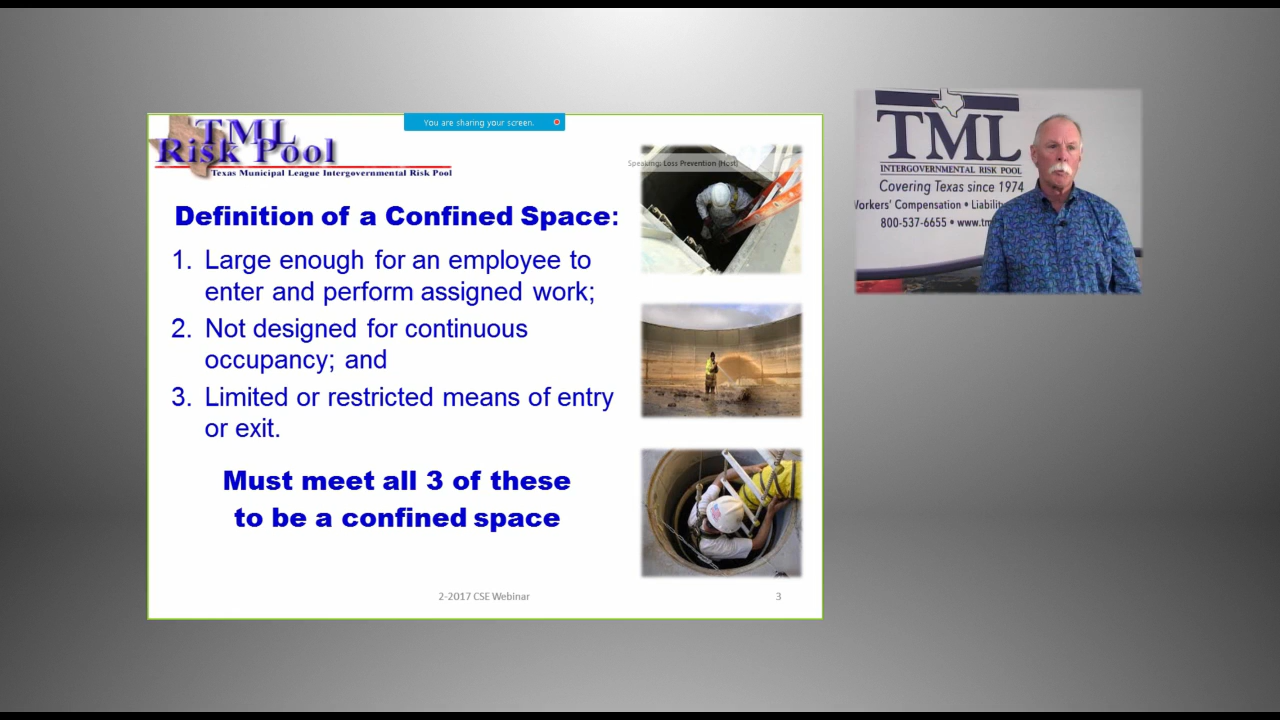 TML
Risk Pool
Texas Municipal League Intergovernmental Risk Pool
You are sharing your screen.
Speaking: Loss Prevention (Host)
Definition of a Confined Space:
1. Large enough for an employee to
enter and perform assigned work;
2. Not designed for continuous
occupancy; and
3. Limited or restricted means of entry
or exit.
Must meet all 3 of these
to be a confined space
2-2017 CSE Webinar
3
TML
INTERGOVERNMENTAL RISK POOL
Covering Texas since 1974
Workers' Compensation • Liability
800-537-6655 • www.tm